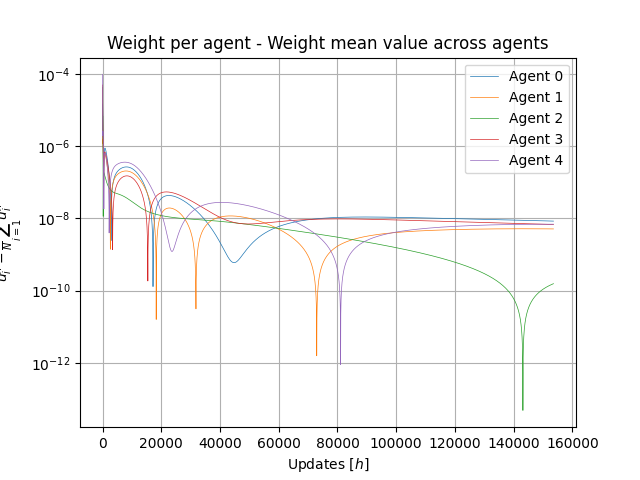 Weight per agent - Weight mean value across agents
10⁻⁴
10⁻⁶
10⁻⁸
10⁻¹⁰
10⁻¹²
Agent 0
Agent 1
Agent 2
Agent 3
Agent 4
0 20000 40000 60000 80000 100000 120000 140000 160000
Updates [h]